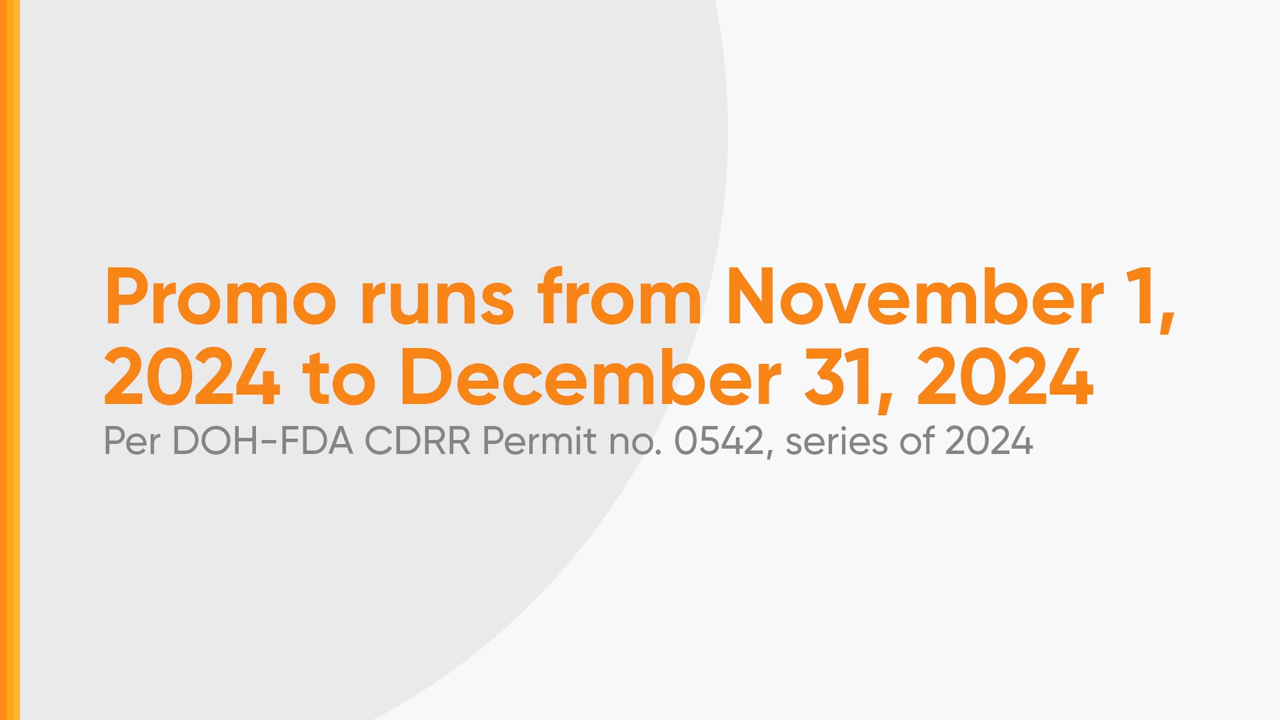 Promo runs from November 1,
2024 to December 31, 2024
Per DOH-FDA CDRR Permit no. 0542, series of 2024